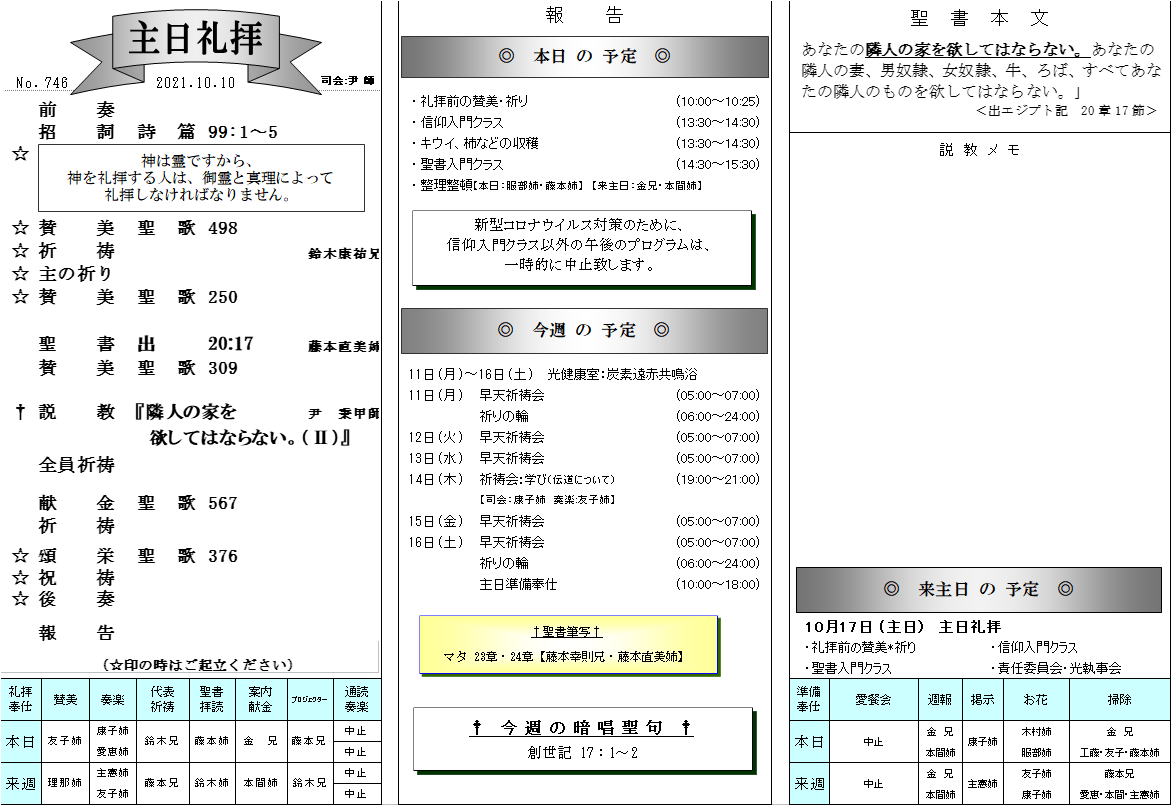 主日礼拝
No.746 2021.10.10 司会:尹 師
前 奏
招 詞 詩 篇 99:1～5
☆ 神は霊ですから、
神を礼拝する人は、御霊と真理によって
礼拝しなければなりません。
☆ 賛 美 聖 歌 498
☆ 祈 祷 鈴木康祐兄
☆ 主の祈り
☆ 賛 美 聖 歌 250
聖 書 出 20:17 藤本直美姉
賛 美 聖 歌 309
† 説 教 『隣人の家を 尹 秉甲師
欲してはならない。(Ⅱ)』
全員祈祷
献 金 聖 歌 567
祈 祷
☆ 頌 栄 聖 歌 376
☆ 祝 祷
☆ 後 奏
報 告
(☆印の時はご起立ください)
礼拝奉仕 賛美 奏楽 代表祈祷 聖書拝読 案内献金 プロジェクター 通訳奏楽
本日 友子姉 康子姉 愛恵姉 鈴木兄 藤本姉 金 兄 藤本兄 中止 中止
来週 理那姉 主憲姉 友子姉 藤本兄 鈴木姉 本間姉 鈴木兄 中止 中止
報 告
◎ 本日 の 予定 ◎
・礼拝前の賛美・祈り (10:00～10:25)
・信仰入門クラス (13:30～14:30)
・キウイ、柿などの収穫 (13:30～14:30)
・聖書入門クラス (14:30～15:30)
・整理整頓【本日:服部姉・藤本姉】【来主日:金兄・本間姉】
新型コロナウイルス対策のために、
信仰入門クラス以外の午後のプログラムは、
一時的に中止致します。
◎ 今週 の 予定 ◎
11日(月)～16日(土) 光健康室:炭素遠赤共鳴浴
11日(月) 早天祈祷会 (05:00～07:00)
祈りの輪 (06:00～24:00)
12日(火) 早天祈祷会 (05:00～07:00)
13日(水) 早天祈祷会 (05:00～07:00)
14日(木) 祈祷会:学び(伝道について) (19:00～21:00)
【司会:康子姉 奏楽:友子姉】
15日(金) 早天祈祷会 (05:00～07:00)
16日(土) 早天祈祷会 (05:00～07:00)
祈りの輪 (06:00～24:00)
主日準備奉仕 (10:00～18:00)
†聖書筆写†
マタ 23章・24章【藤本幸則兄・藤本直美姉】
† 今週の暗唱聖句 †
創世記 17:1～2
聖 書 本 文
あなたの隣人の家を欲してはならない。あなたの
隣人の妻、男奴隷、女奴隷、牛、ろば、すべてあな
たの隣人のものを欲してはならない。」
＜出エジプト記 20章17節＞
説 教 メ モ
◎ 来主日 の 予定 ◎
10月17日(主日) 主日礼拝
・礼拝前の賛美*祈り ・信仰入門クラス
・聖書入門クラス ・責任委員会・光執事会
準備奉仕 愛餐会 週報 掲示 お花 掃除
本日 中止 金 兄 本間姉 康子姉 木村姉 服部姉 金 兄 工藤・友子・藤本姉
来週 中止 金 兄 本間姉 主憲姉 友子姉 康子姉 藤本兄 愛恵・本間・主憲姉